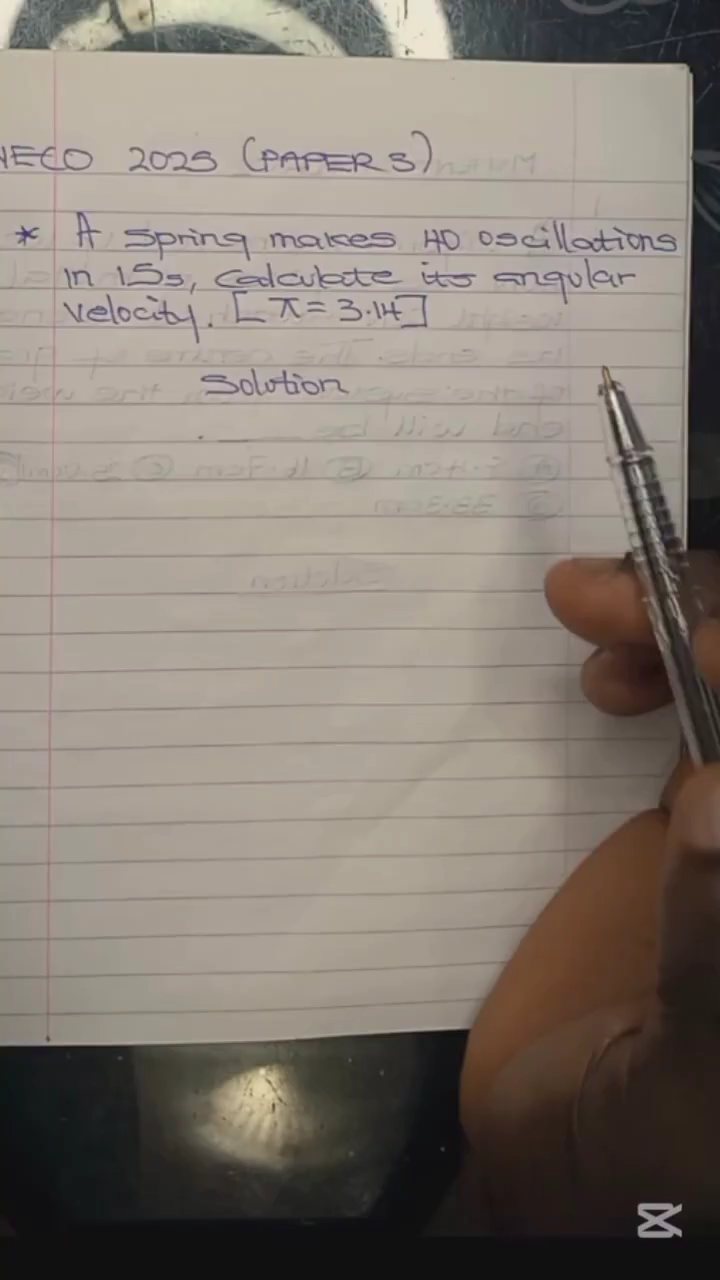 NECO 2025 (PAPER 3)
* A spring makes 40 oscillations
in 15s, calculate its angular
velocity. [π = 3.14]
Solution